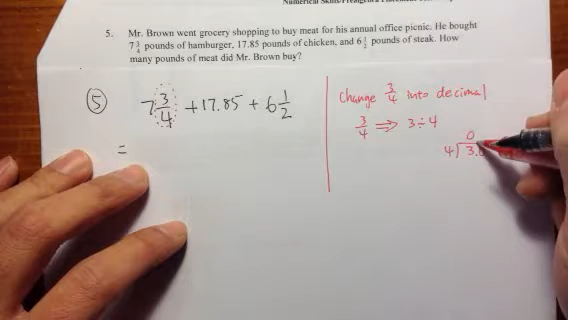 Numerical Skills/Prealgebra
5. Mr. Brown went grocery shopping to buy meat for his annual office picnic. He bought
7 3/4 pounds of hamburger, 17.85 pounds of chicken, and 6 1/2 pounds of steak. How
many pounds of meat did Mr. Brown buy?
5 7 3/4 + 17.85 + 6 1/2
=
Change 3/4 into decimal
3/4 ⇒ 3÷4
0
4)3.